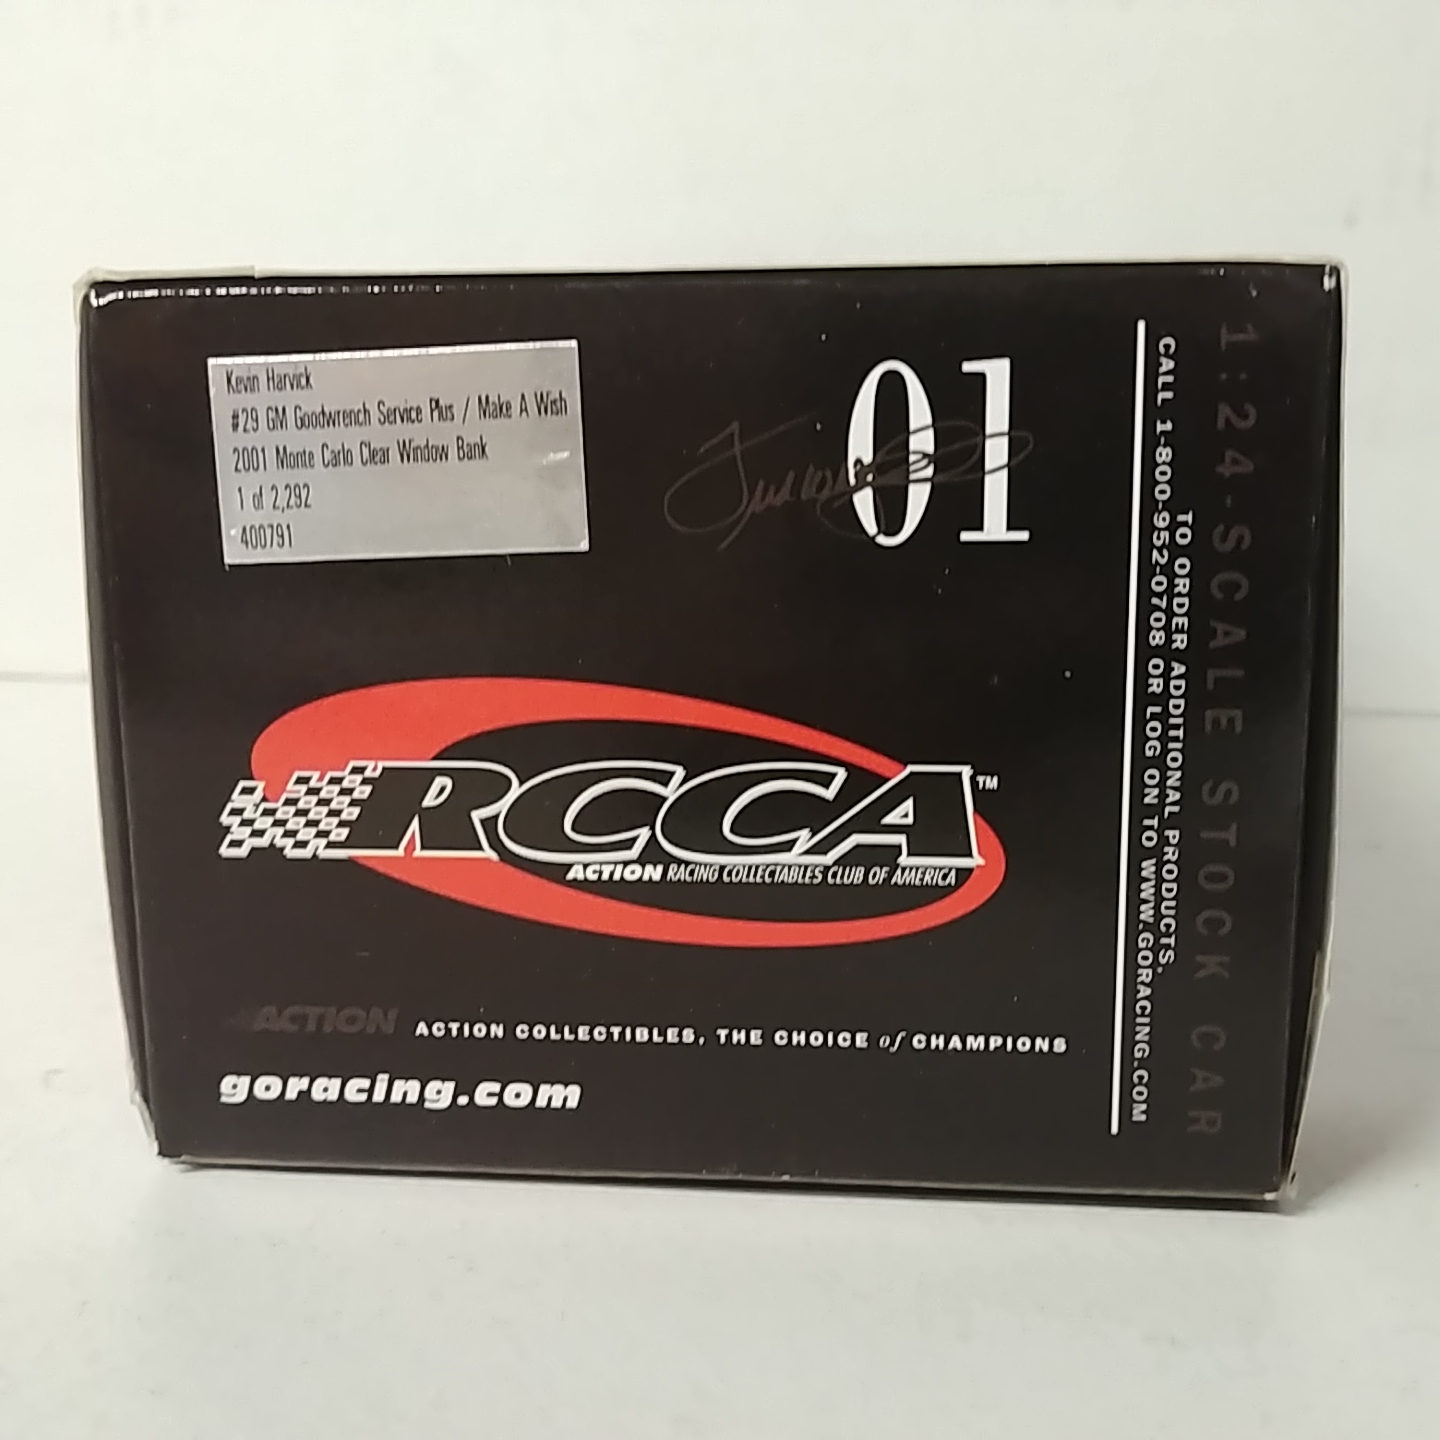 Kevin Harvick
#29 GM Goodwrench Service Plus / Make A Wish
2001 Monte Carlo Clear Window Bank
1 of 2,292
400791
01
RCCA™
ACTION RACING COLLECTABLES CLUB OF AMERICA
ACTION
ACTION COLLECTIBLES, THE CHOICE of CHAMPIONS
goracing.com
1:24-SCALE STOCK CAR
TO ORDER ADDITIONAL PRODUCTS,
CALL 1-800-952-0708 OR LOG ON TO WWW.GORACING.COM